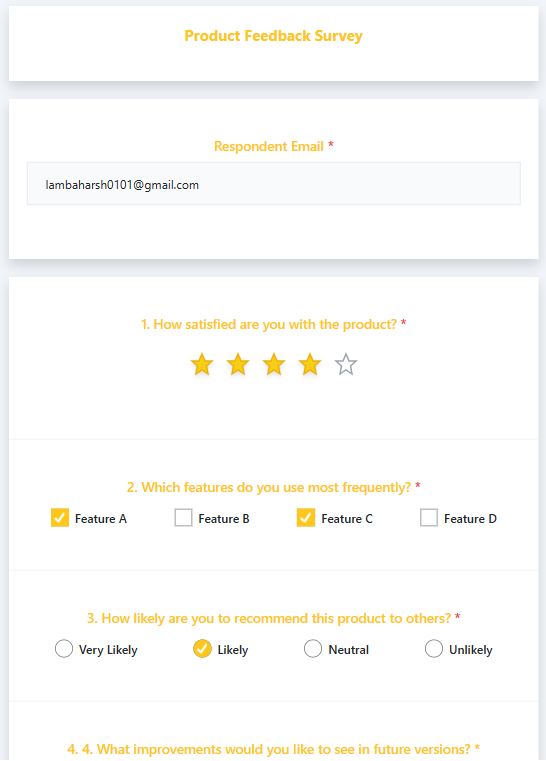 Product Feedback Survey
Respondent Email *
lambaharsh0101@gmail.com
1. How satisfied are you with the product? *
2. Which features do you use most frequently? *
Feature A Feature B Feature C Feature D
3. How likely are you to recommend this product to others? *
Very Likely Likely Neutral Unlikely
4. 4. What improvements would you like to see in future versions? *